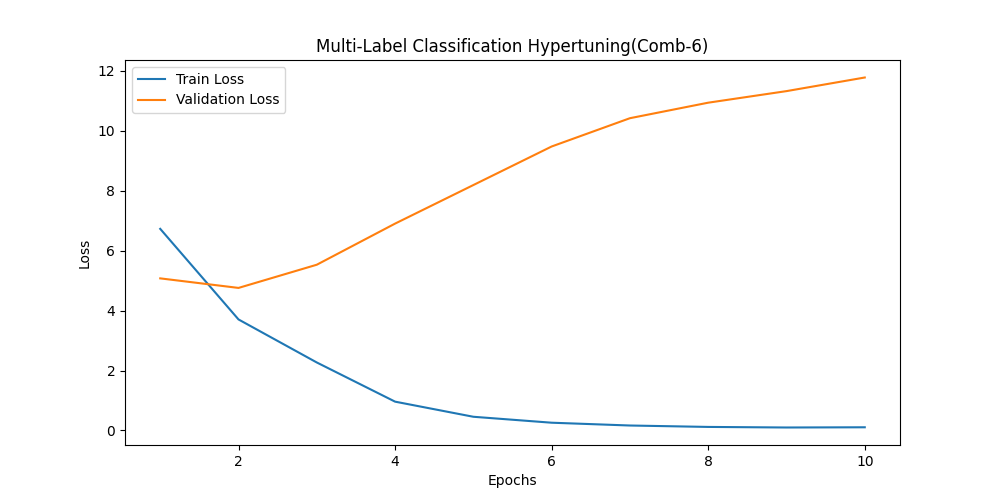 Multi-Label Classification Hypertuning(Comb-6)
Train Loss
Validation Loss
12
10
8
6
4
2
0
Loss
2
4
6
8
10
Epochs